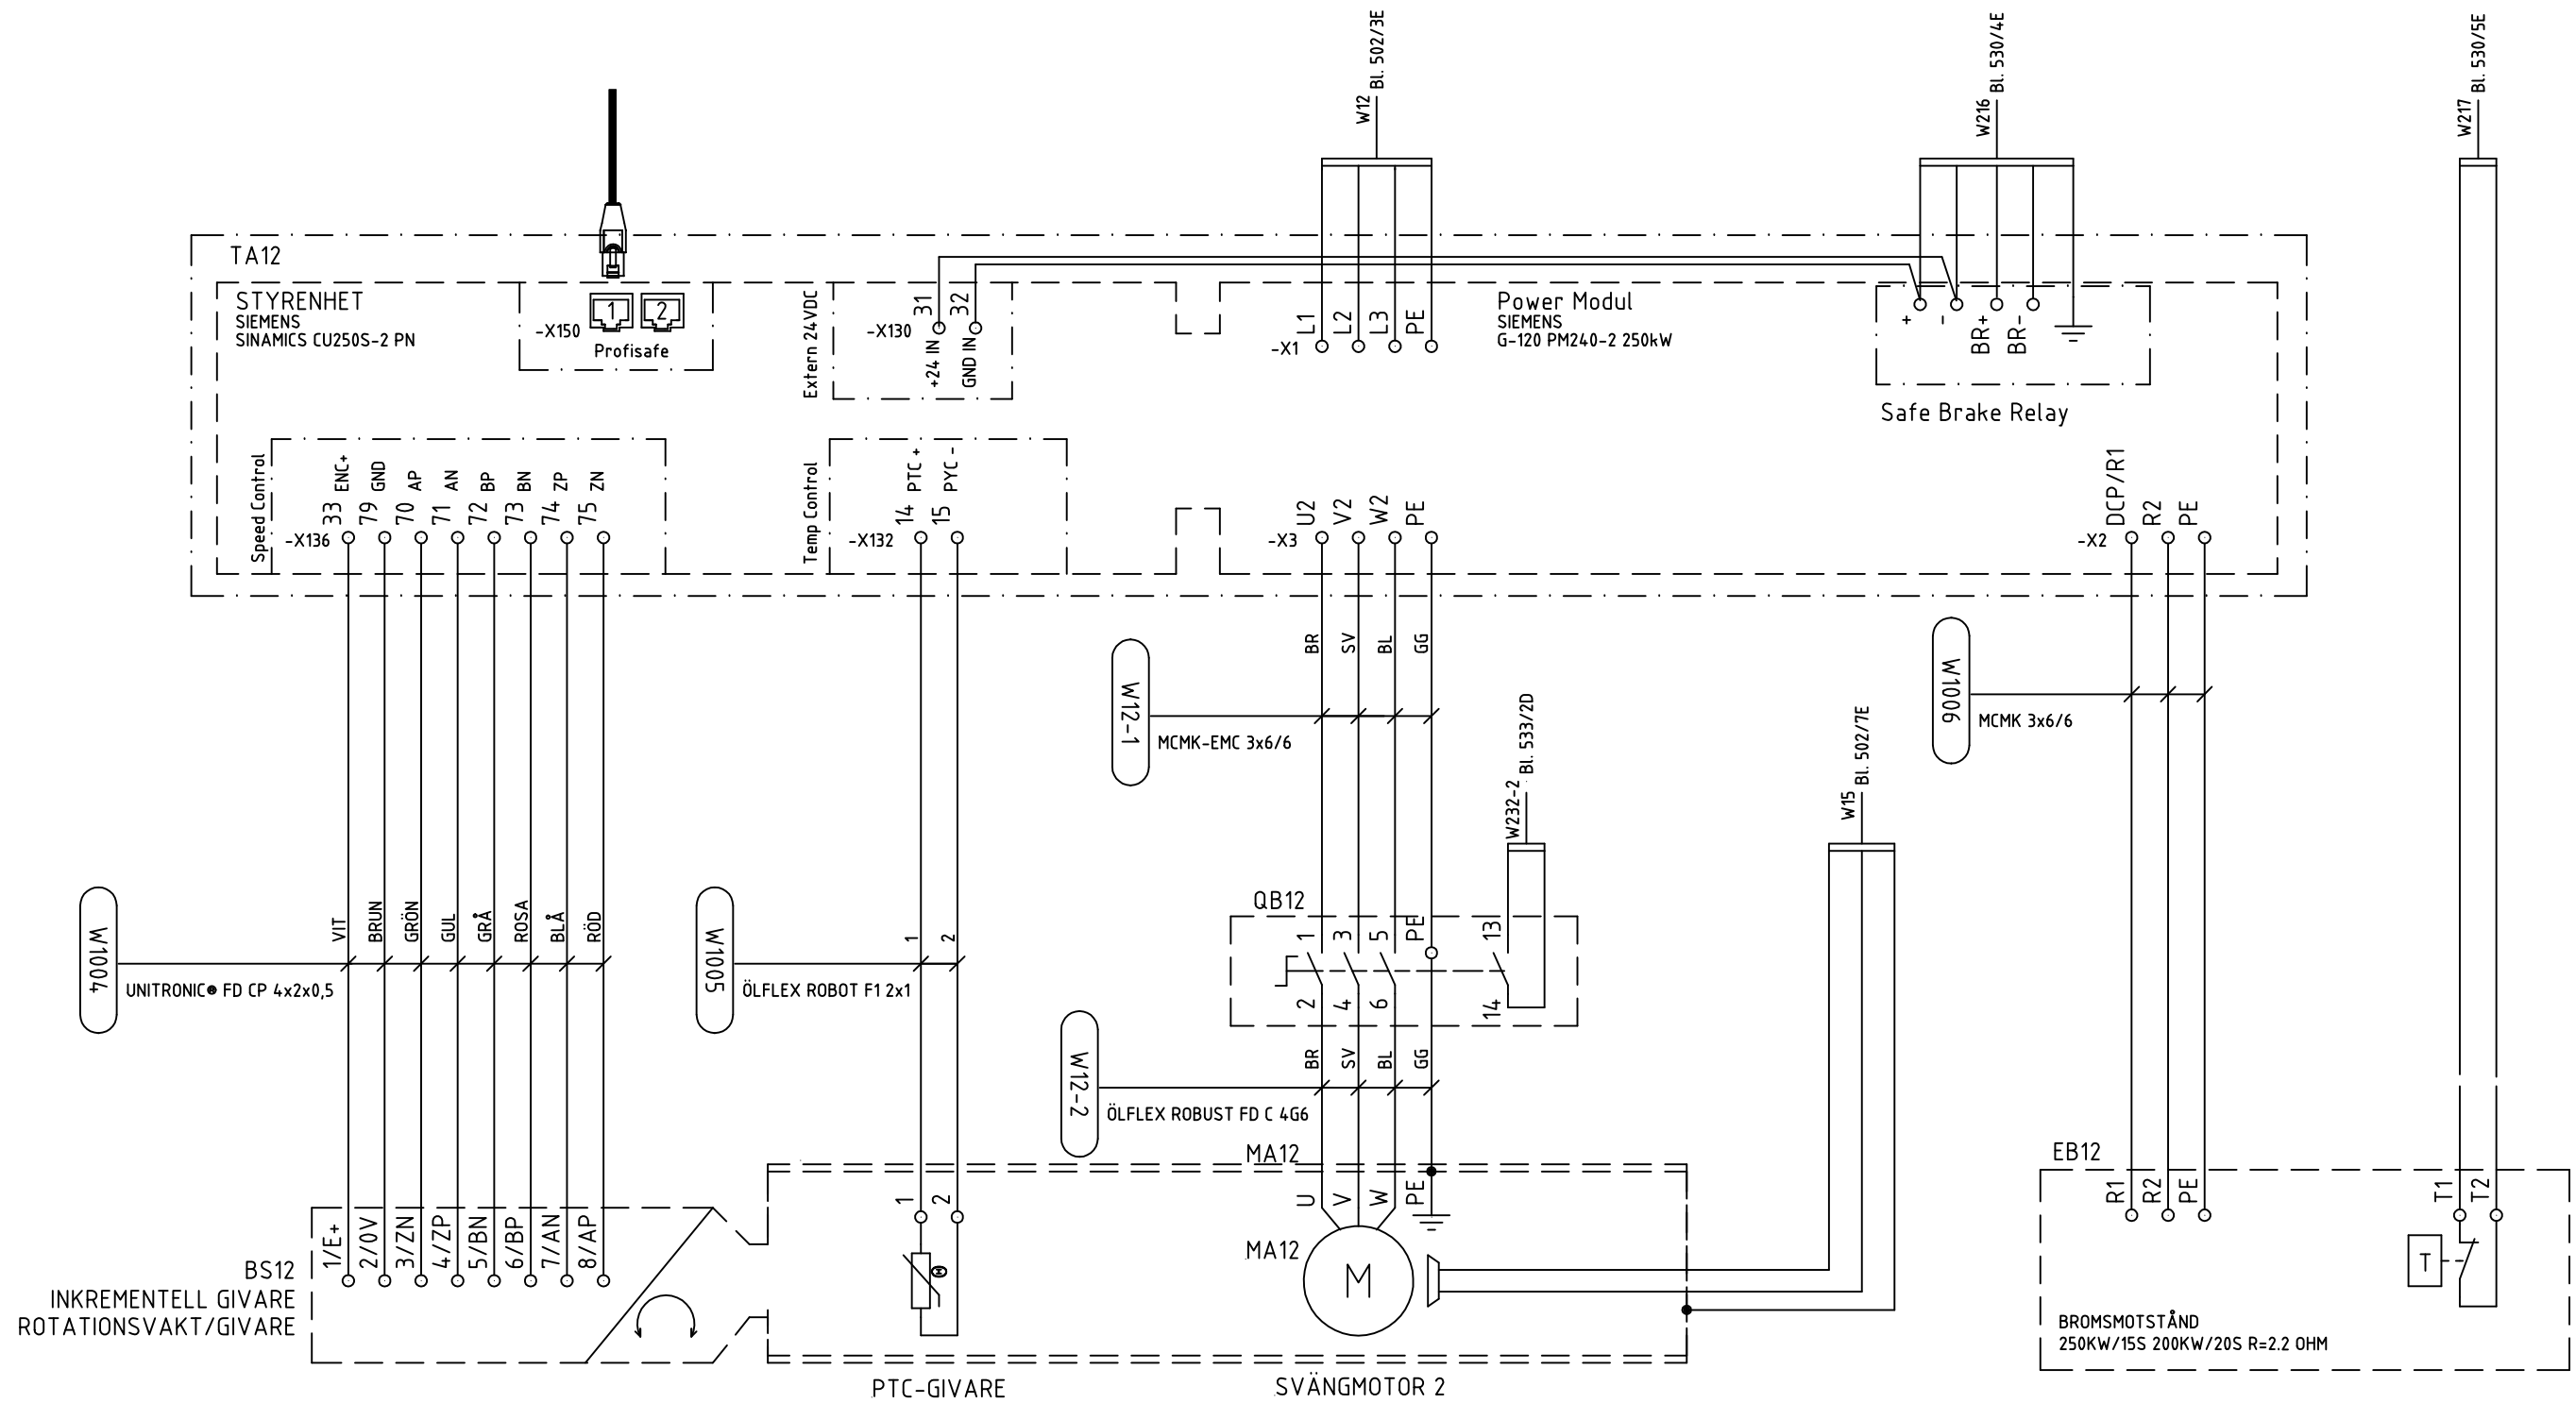 W12 Bl. 502/3E
W216 Bl. 530/4E
W217 Bl. 530/5E
TA12
STYRENHET
SIEMENS
SINAMICS CU250S-2 PN
-X150
1 2
Profisafe
Extern 24VDC
-X130
31 32
+24 IN
GND IN
-X1
L1 L2 L3 PE
Power Modul
SIEMENS
G-120 PM240-2 250kW
+ - BR+ BR-
Safe Brake Relay
Speed Control
-X136
33 ENC+
79 GND
70 AP
71 AN
72 BP
73 BN
74 ZP
75 ZN
Temp Control
-X132
14 PTC +
15 PYC -
-X3
U2 V2 W2 PE
-X2
DCP/R1 R2 PE
BR SV BL GG
W12-1
MCMK-EMC 3x6/6
W1006
MCMK 3x6/6
W232-2 Bl. 533/2D
W15 Bl. 502/7E
W1004
UNITRONIC® FD CP 4x2x0,5
VIT BRUN GRÖN GUL GRÅ ROSA BLÅ RÖD
W1005
ÖLFLEX ROBOT F1 2x1
1 2
QB12
1 3 5 PE 13
2 4 6 14
BR SV BL GG
W12-2
ÖLFLEX ROBUST FD C 4G6
MA12
U V W PE
1 2
MA12
M
Θ
BS12
INKREMENTELL GIVARE
ROTATIONSVAKT/GIVARE
1/E+ 2/0V 3/ZN 4/ZP 5/BN 6/BP 7/AN 8/AP
PTC-GIVARE
SVÄNGMOTOR 2
EB12
R1 R2 PE
T1 T2
T
BROMSMOTSTÅND
250KW/15S 200KW/20S R=2.2 OHM